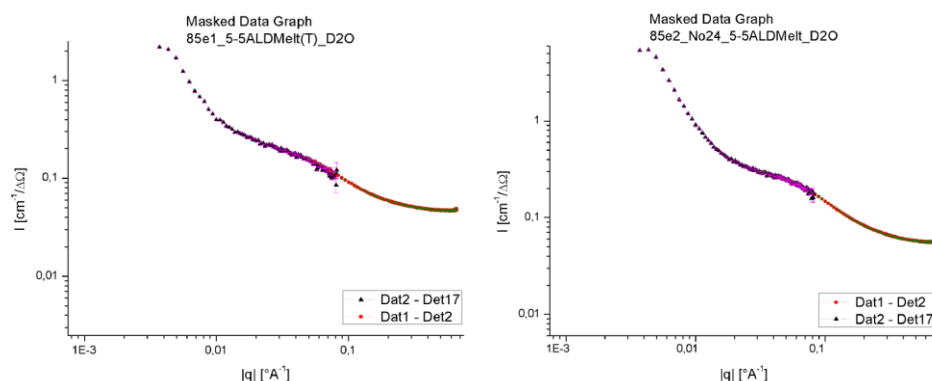 Masked Data Graph
85e1_5-5ALDMelt(T)_D2O
1
0,1
0,01
I [cm⁻¹/ΔΩ]
1E-3
0,01
0,1
|q| [°A⁻¹]
Dat2 - Det17
Dat1 - Det2
Masked Data Graph
85e2_No24_5-5ALDMelt_D2O
1
0,1
0,01
I [cm⁻¹/ΔΩ]
1E-3
0,01
0,1
|q| [°A⁻¹]
Dat1 - Det2
Dat2 - Det17